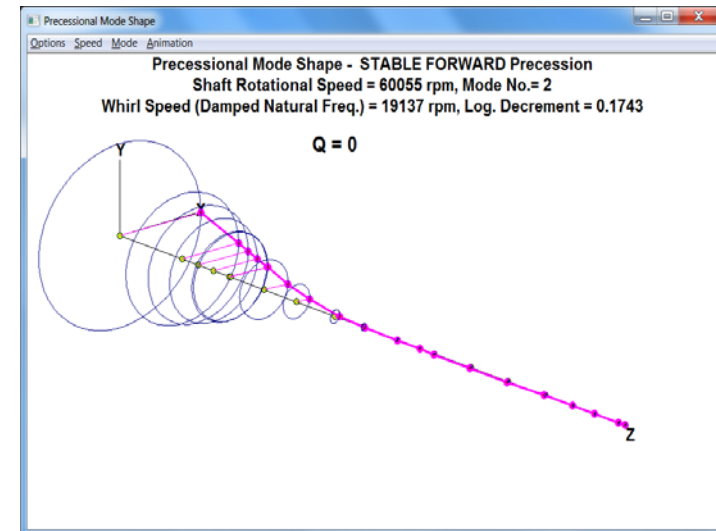 Precessional Mode Shape
Options Speed Mode Animation
Precessional Mode Shape - STABLE FORWARD Precession
Shaft Rotational Speed = 60055 rpm, Mode No.= 2
Whirl Speed (Damped Natural Freq.) = 19137 rpm, Log. Decrement = 0.1743
Q = 0
Y
X
Z